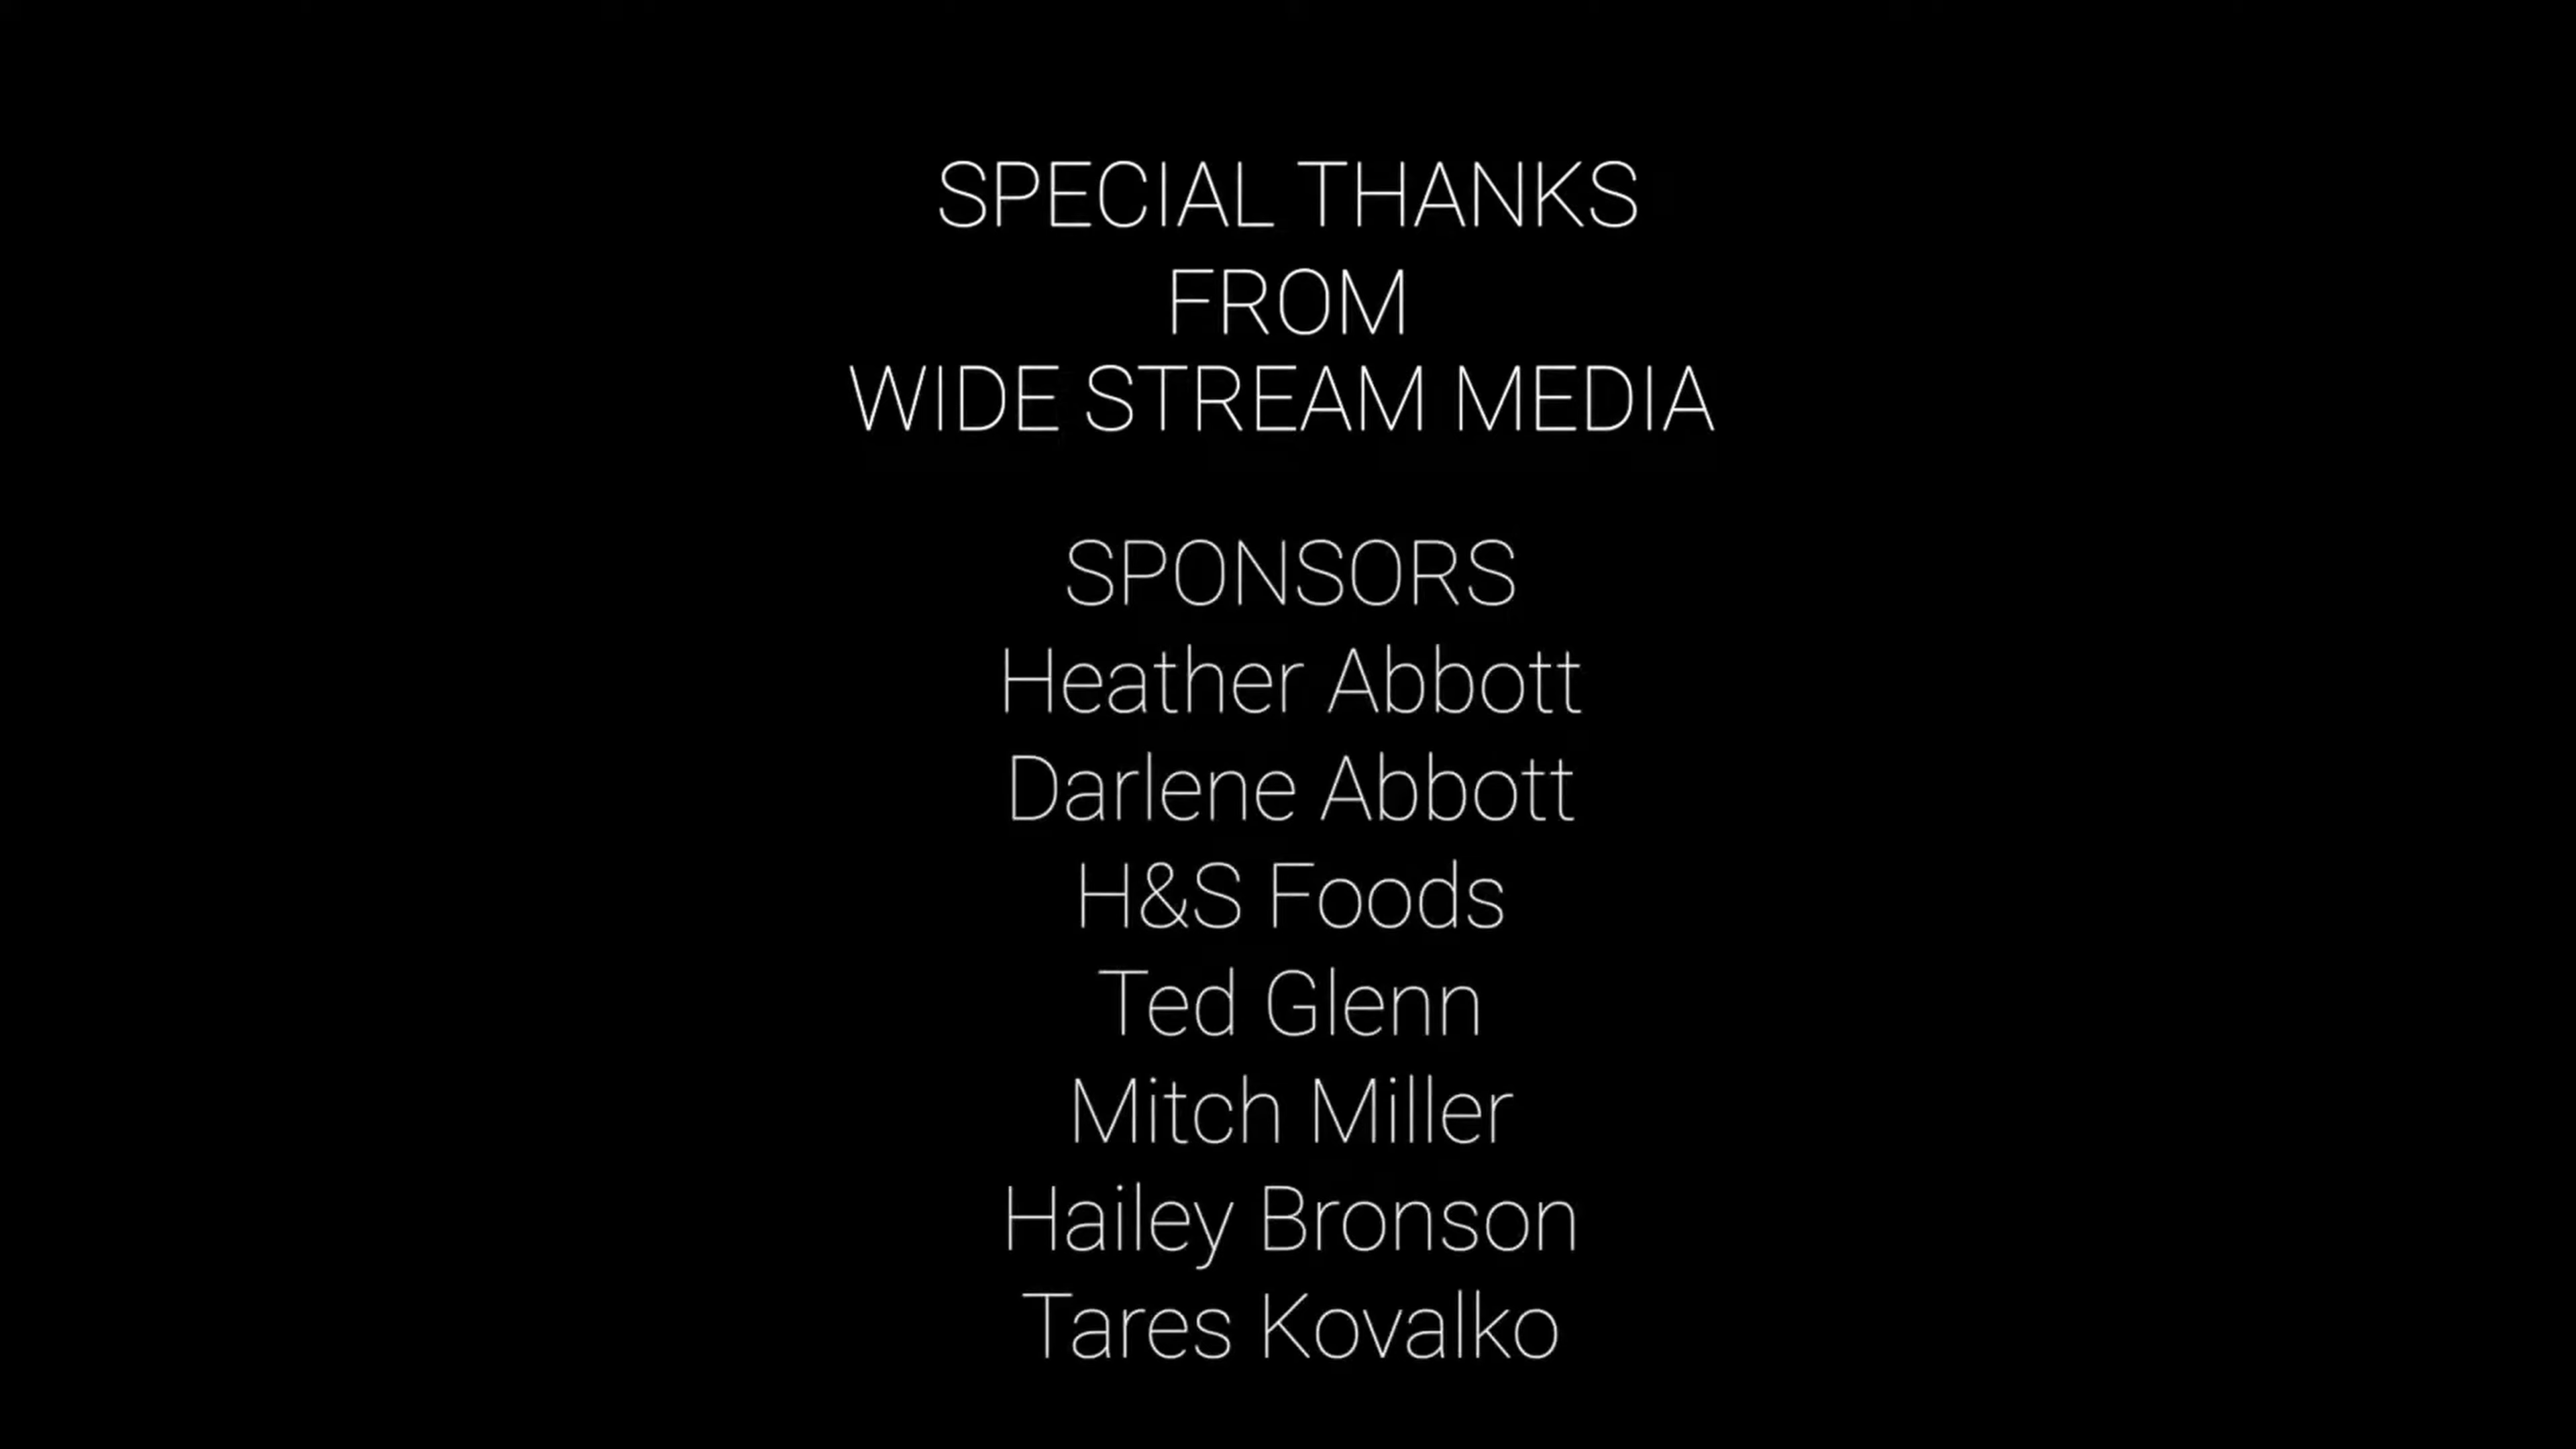 SPECIAL THANKS
FROM
WIDE STREAM MEDIA
SPONSORS
Heather Abbott
Darlene Abbott
H&S Foods
Ted Glenn
Mitch Miller
Hailey Bronson
Tares Kovalko